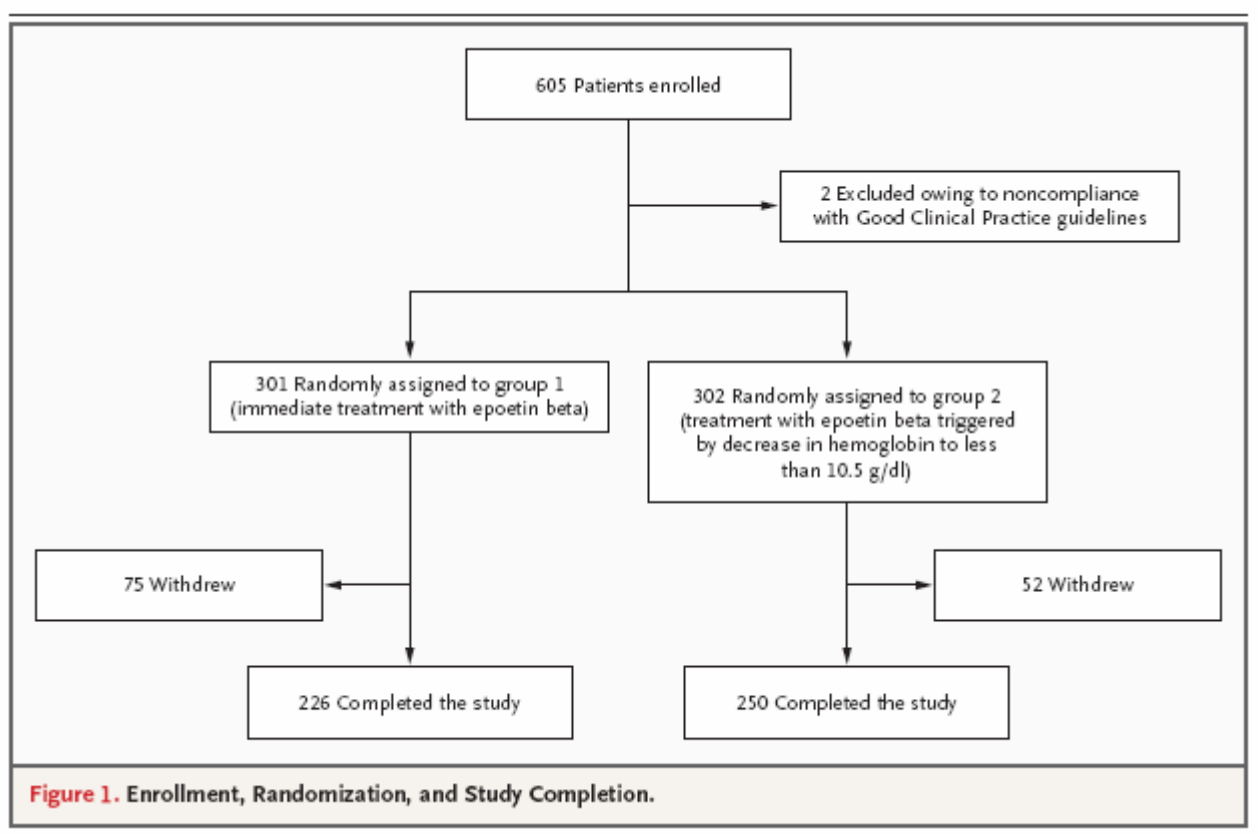 605 Patients enrolled
2 Excluded owing to noncompliance
with Good Clinical Practice guidelines
301 Randomly assigned to group 1
(immediate treatment with epoetin beta)
302 Randomly assigned to group 2
(treatment with epoetin beta triggered
by decrease in hemoglobin to less
than 10.5 g/dl)
75 Withdrew
52 Withdrew
226 Completed the study
250 Completed the study
Figure 1. Enrollment, Randomization, and Study Completion.